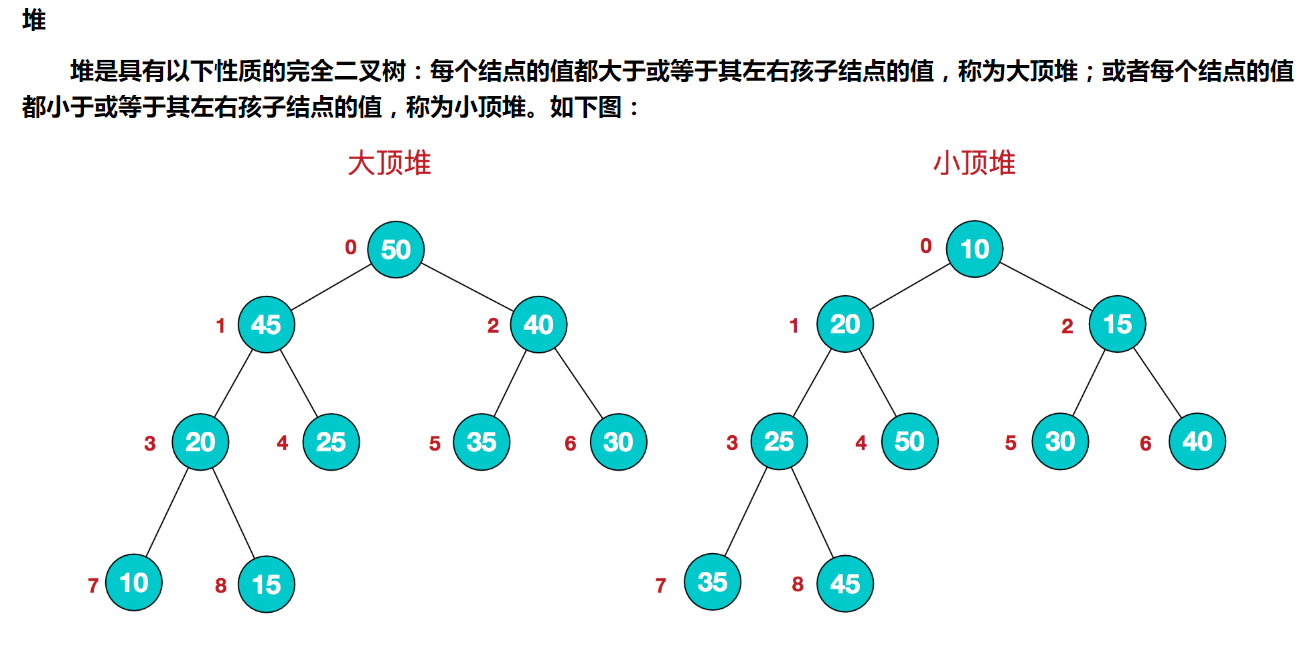 堆
堆是具有以下性质的完全二叉树：每个结点的值都大于或等于其左右孩子结点的值，称为大顶堆；或者每个结点的值
都小于或等于其左右孩子结点的值，称为小顶堆。如下图：
大顶堆 小顶堆
0 50 0 10
1 45 2 40 1 20 2 15
3 20 4 25 5 35 6 30 3 25 4 50 5 30 6 40
7 10 8 15 7 35 8 45